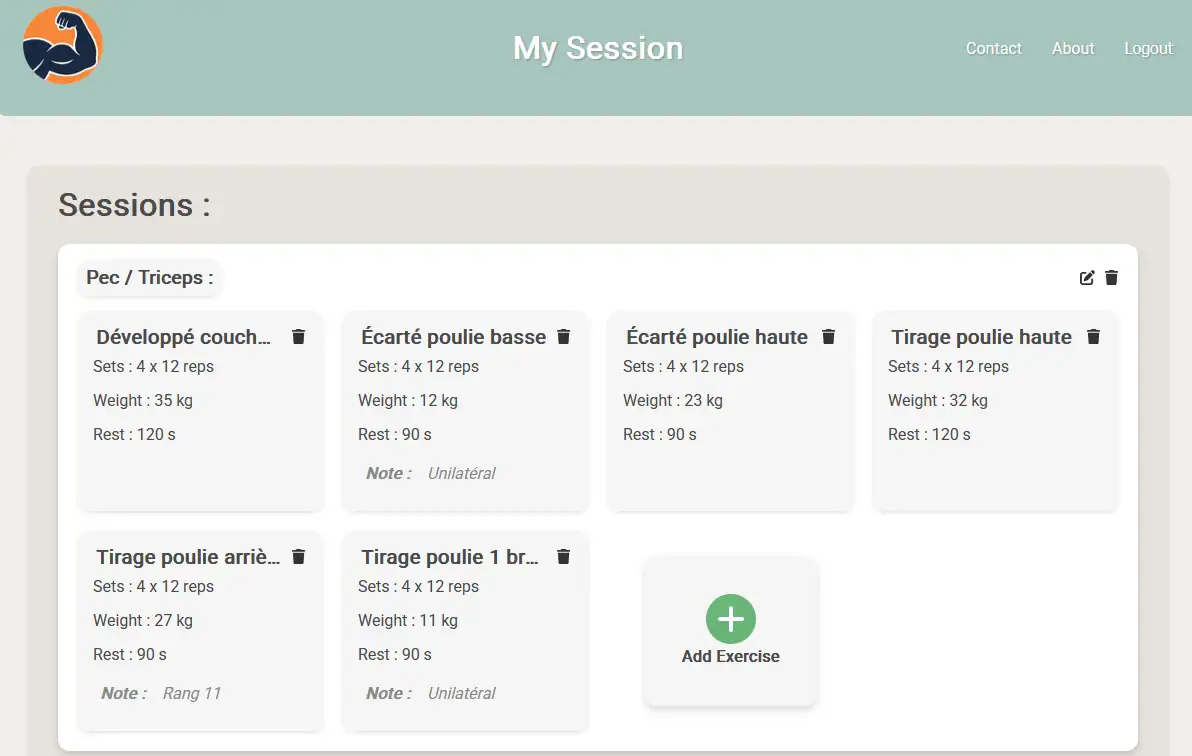 My Session
Contact
About
Logout
Sessions :
Pec / Triceps :
Développé couch...
Sets : 4 x 12 reps
Weight : 35 kg
Rest : 120 s
Écarté poulie basse
Sets : 4 x 12 reps
Weight : 12 kg
Rest : 90 s
Note : Unilatéral
Écarté poulie haute
Sets : 4 x 12 reps
Weight : 23 kg
Rest : 90 s
Tirage poulie haute
Sets : 4 x 12 reps
Weight : 32 kg
Rest : 120 s
Tirage poulie arriè...
Sets : 4 x 12 reps
Weight : 27 kg
Rest : 90 s
Note : Rang 11
Tirage poulie 1 br...
Sets : 4 x 12 reps
Weight : 11 kg
Rest : 90 s
Note : Unilatéral
Add Exercise